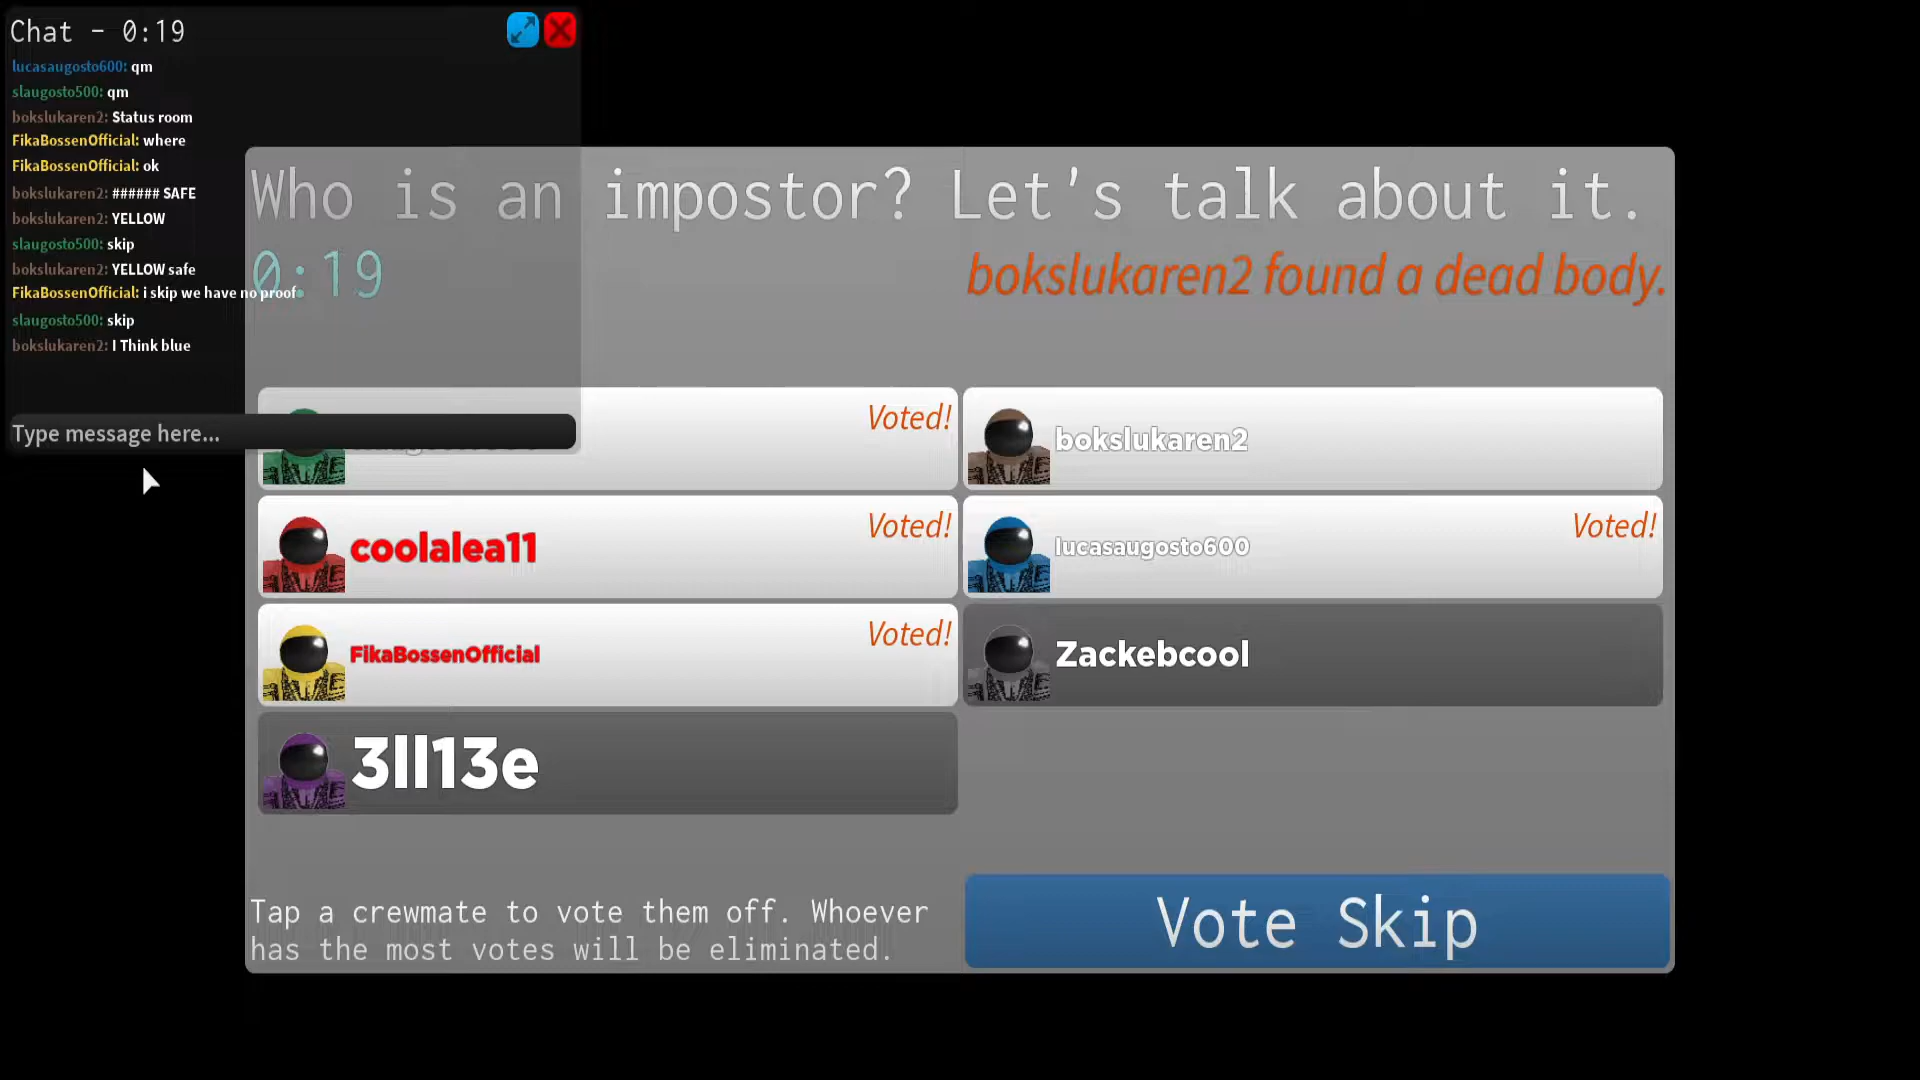 Chat - 0:19
lucasaugosto600: qm
slaugosto500: qm
bokslukaren2: Status room
FikaBossenOfficial: where
FikaBossenOfficial: ok
bokslukaren2: ###### SAFE
bokslukaren2: YELLOW
slaugosto500: skip
bokslukaren2: YELLOW safe
FikaBossenOfficial: i skip we have no proof
slaugosto500: skip
bokslukaren2: I Think blue
Type message here...
Who is an impostor? Let's talk about it.
0:19
bokslukaren2 found a dead body.
Voted!
bokslukaren2
coolalea11
Voted!
lucasaugosto600
Voted!
FikaBossenOfficial
Voted!
Zackebcool
3ll13e
Tap a crewmate to vote them off. Whoever
has the most votes will be eliminated.
Vote Skip